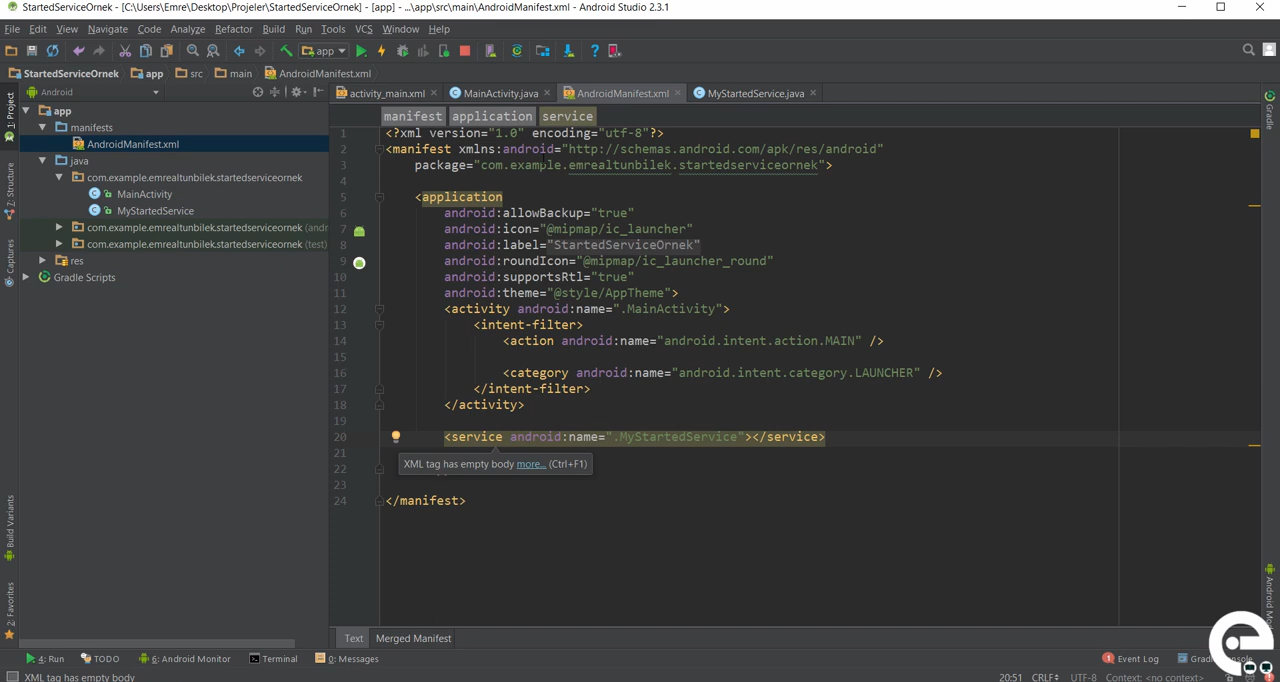 StartedServiceOrnek - [C:\Users\Emre\Desktop\Projeler\StartedServiceOrnek] - [app] - ...\app\src\main\AndroidManifest.xml - Android Studio 2.3.1
File Edit View Navigate Code Analyze Refactor Build Run Tools VCS Window Help
app
StartedServiceOrnek app src main AndroidManifest.xml
Android
activity_main.xml MainActivity.java AndroidManifest.xml MyStartedService.java
manifest application service
1: Project
Z: Structure
Captures
Build Variants
2: Favorites
app
manifests
AndroidManifest.xml
java
com.example.emrealtunbilek.startedserviceornek
MainActivity
MyStartedService
com.example.emrealtunbilek.startedserviceornek (andr
com.example.emrealtunbilek.startedserviceornek (test)
res
Gradle Scripts
1 <?xml version="1.0" encoding="utf-8"?>
2 <manifest xmlns:android="http://schemas.android.com/apk/res/android"
3 package="com.example.emrealtunbilek.startedserviceornek">
4
5 <application
6 android:allowBackup="true"
7 android:icon="@mipmap/ic_launcher"
8 android:label="StartedServiceOrnek"
9 android:roundIcon="@mipmap/ic_launcher_round"
10 android:supportsRtl="true"
11 android:theme="@style/AppTheme">
12 <activity android:name=".MainActivity">
13 <intent-filter>
14 <action android:name="android.intent.action.MAIN" />
15
16 <category android:name="android.intent.category.LAUNCHER" />
17 </intent-filter>
18 </activity>
19
20 <service android:name=".MyStartedService"></service>
21
XML tag has empty body more... (Ctrl+F1)
22
23
24 </manifest>
Gradle
Text Merged Manifest
4: Run TODO 6: Android Monitor Terminal 0: Messages
1 Event Log
XML tag has empty body
20:51 CRLF UTF-8 Context: <no context>